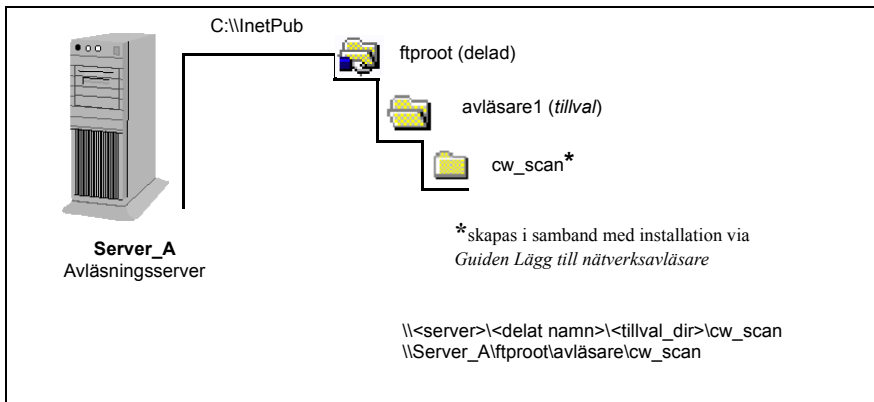 C:\\InetPub
ftproot (delad)
avläsare1 (tillval)
cw_scan*
Server_A
Avläsningsserver
*skapas i samband med installation via
Guiden Lägg till nätverksavläsare
\\<server>\<delat namn>\<tillval_dir>\cw_scan
\\Server_A\ftproot\avläsare\cw_scan